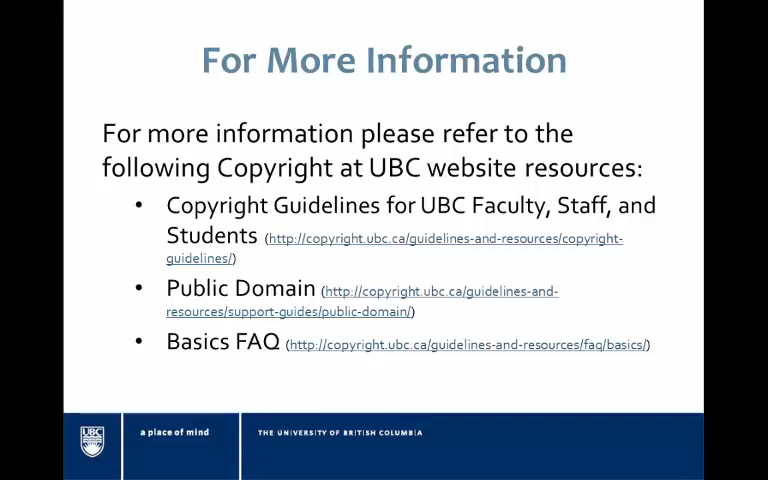 For More Information
For more information please refer to the
following Copyright at UBC website resources:
• Copyright Guidelines for UBC Faculty, Staff, and
Students (http://copyright.ubc.ca/guidelines-and-resources/copyright-
guidelines/)
• Public Domain (http://copyright.ubc.ca/guidelines-and-
resources/support-guides/public-domain/)
• Basics FAQ (http://copyright.ubc.ca/guidelines-and-resources/faq/basics/)
UBC
a place of mind
THE UNIVERSITY OF BRITISH COLUMBIA